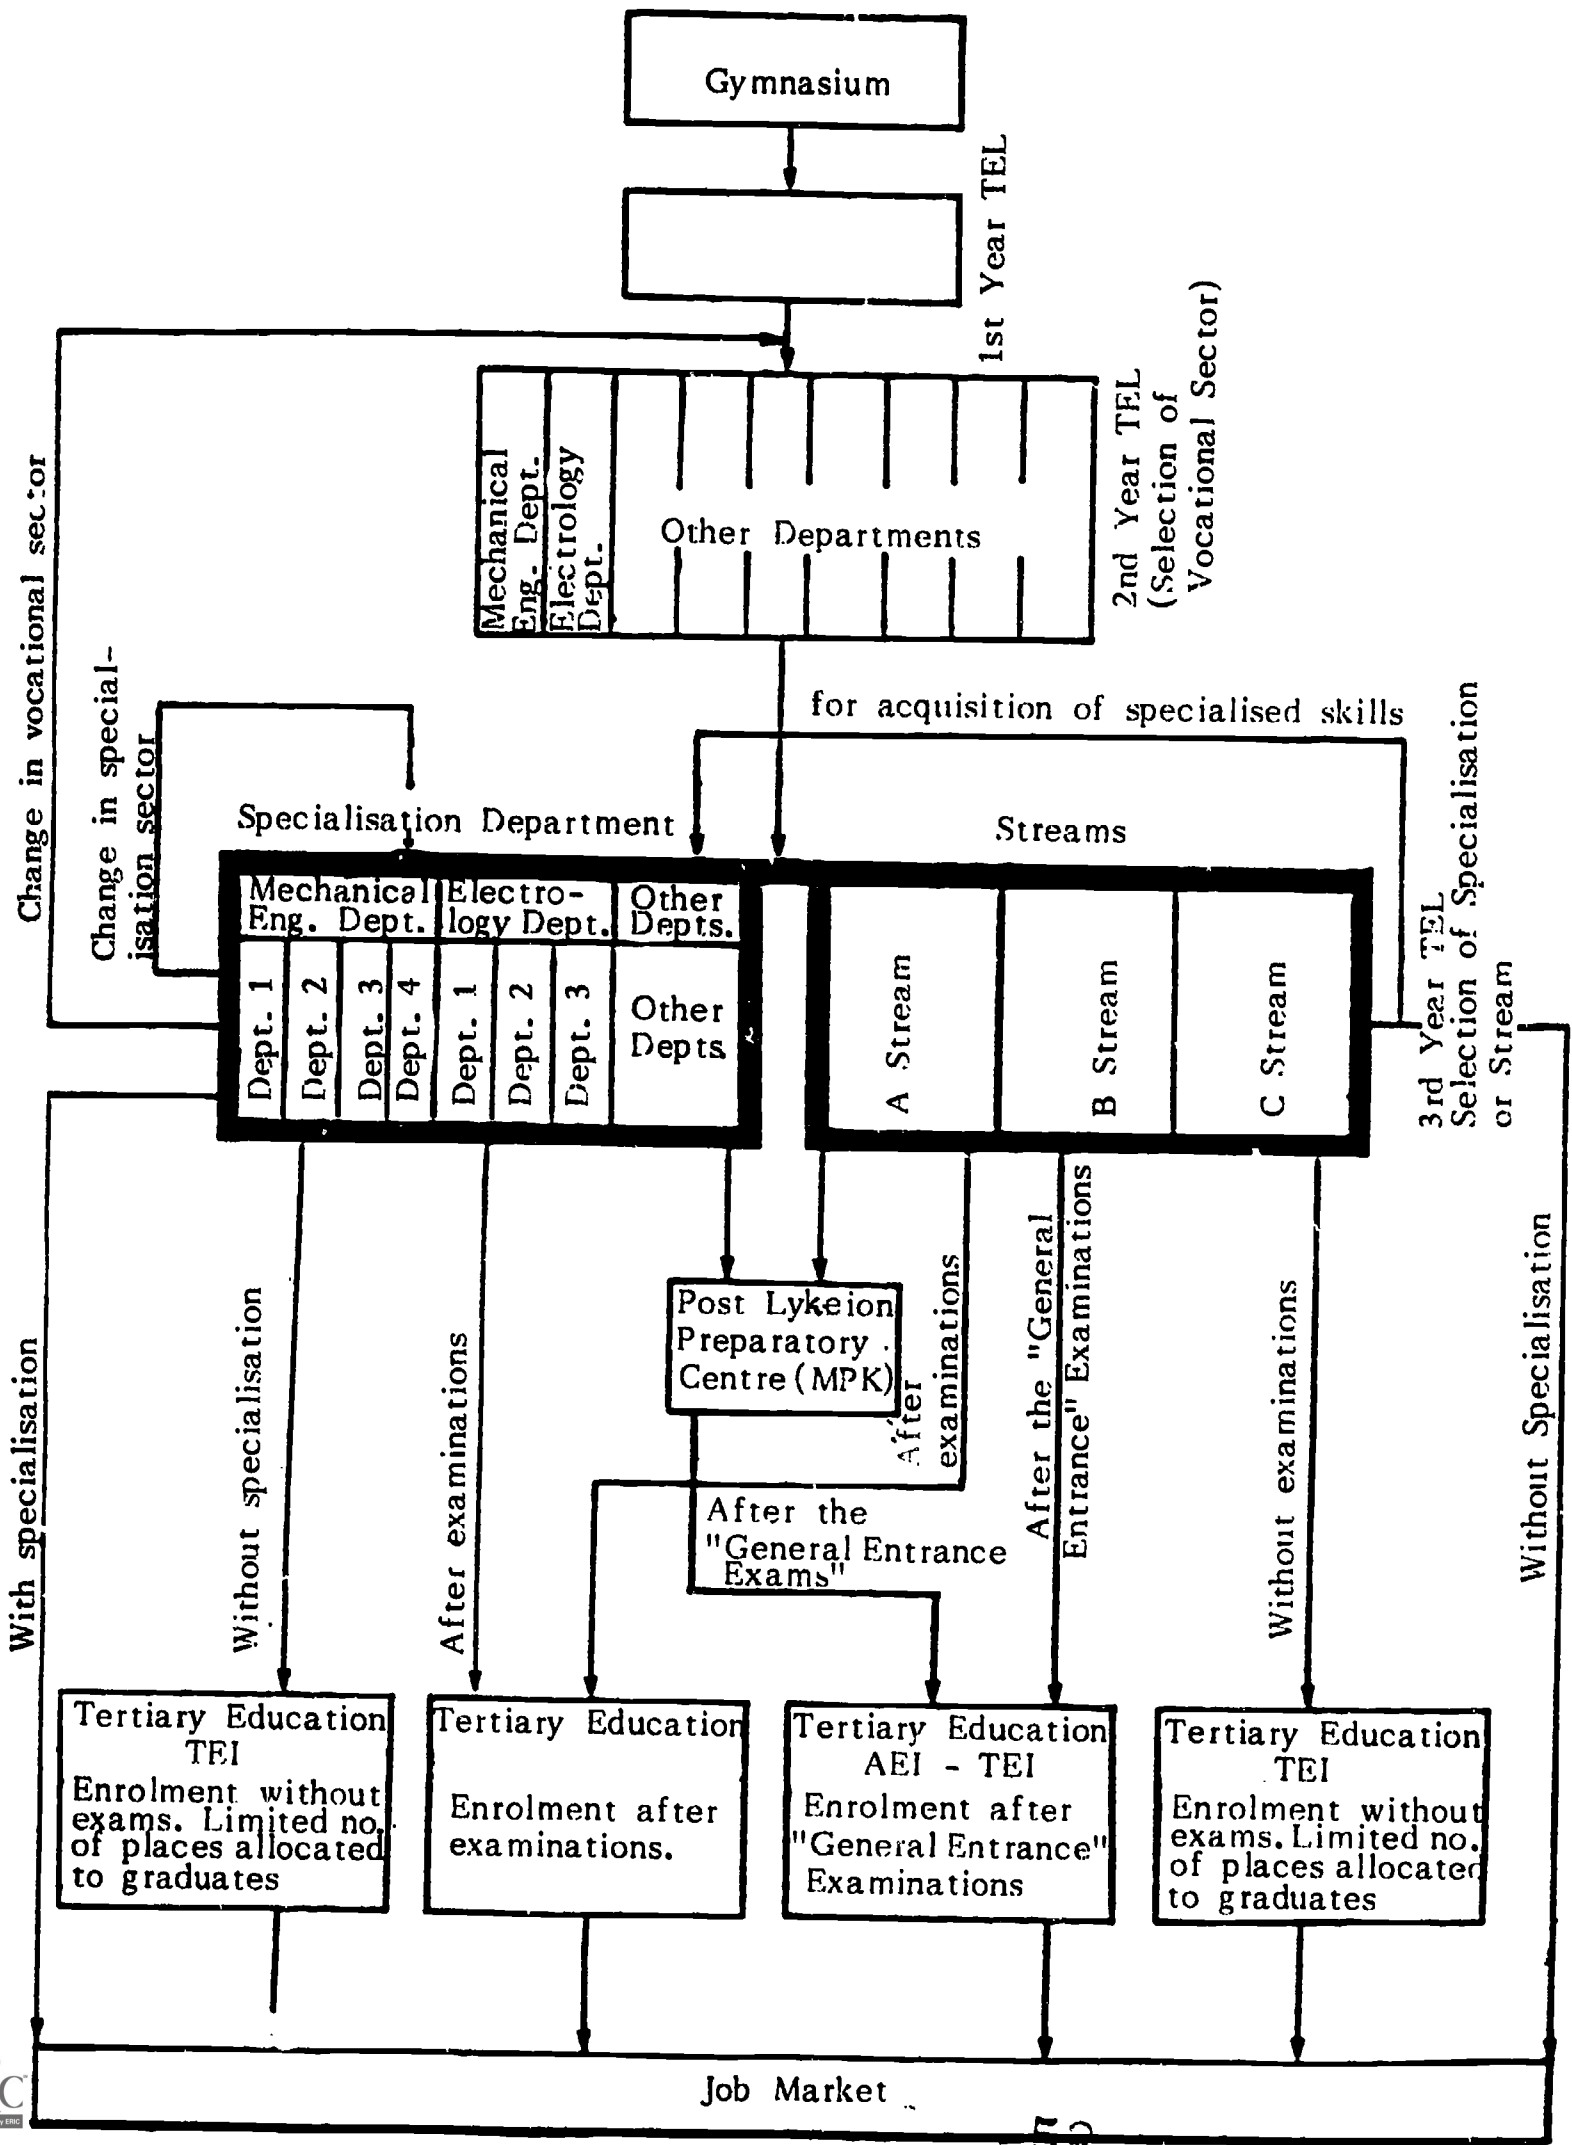 Gymnasium
1st Year TEL
2nd Year TEL
(Selection of
Vocational Sector)
Mechanical
Eng. Dept.
Electrology
Dept.
Other Departments
Change in vocational sector
Change in special-
isation sector
for acquisition of specialised skills
Specialisation Department
Streams
3rd Year TEL
Selection of Specialisation
or Stream
Mechanical
Eng. Dept.
Electro-
logy Dept.
Other
Depts.
Dept. 1
Dept. 2
Dept. 3
Dept. 4
Dept. 1
Dept. 2
Dept. 3
Other
Depts.
A Stream
B Stream
C Stream
With specialisation
Without specialisation
After examinations
Post Lykeion
Preparatory
Centre (MPK)
After
examinations
After the "General
Entrance" Examinations
Without examinations
Without Specialisation
After the
"General Entrance
Exams"
Tertiary Education
TEI
Enrolment without
exams. Limited no.
of places allocated
to graduates
Tertiary Education
Enrolment after
examinations.
Tertiary Education
AEI - TEI
Enrolment after
"General Entrance"
Examinations
Tertiary Education
TEI
Enrolment without
exams. Limited no.
of places allocated
to graduates
Job Market